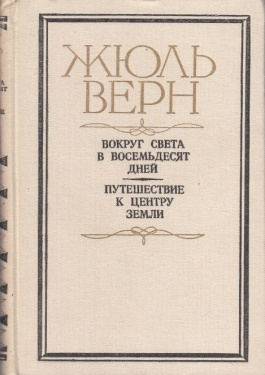 ЖЮЛЬ
ВЕРН
ВОКРУГ СВЕТА
В ВОСЕМЬДЕСЯТ
ДНЕЙ
ПУТЕШЕСТВИЕ
К ЦЕНТРУ
ЗЕМЛИ